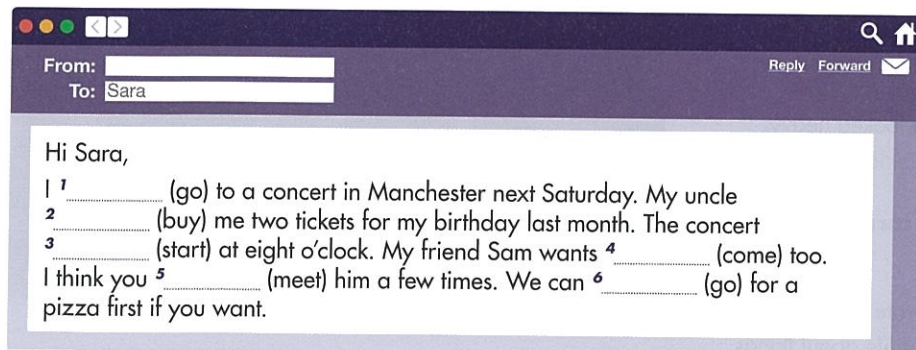 From:
Reply Forward
To: Sara
Hi Sara,
I 1 (go) to a concert in Manchester next Saturday. My uncle
2 (buy) me two tickets for my birthday last month. The concert
3 (start) at eight o'clock. My friend Sam wants 4 (come) too.
I think you 5 (meet) him a few times. We can 6 (go) for a
pizza first if you want.